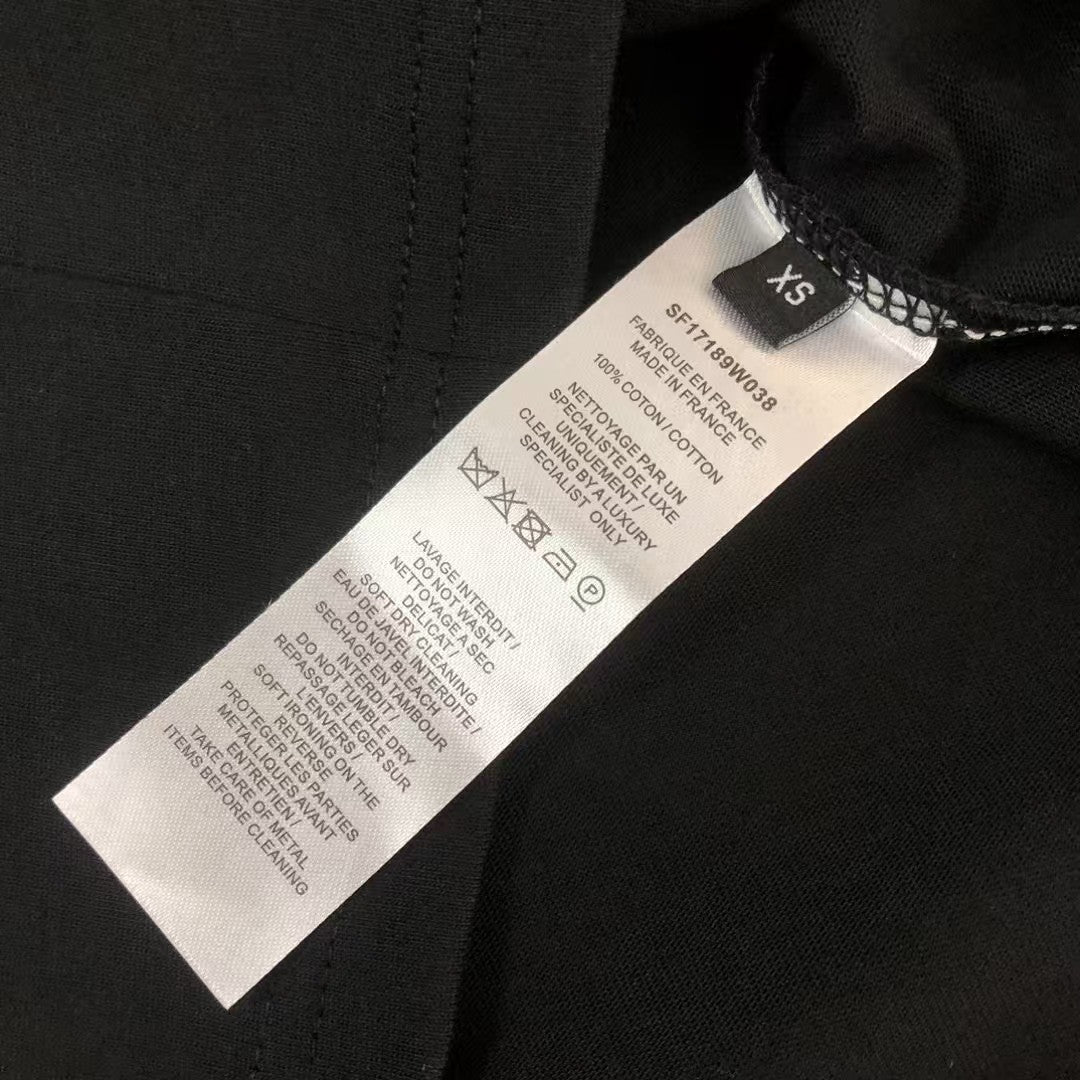 XS
SF17189W038
FABRIQUE EN FRANCE
MADE IN FRANCE
100% COTON / COTTON
NETTOYAGE PAR UN
SPECIALISTE DE LUXE
UNIQUEMENT /
CLEANING BY A LUXURY
SPECIALIST ONLY
P
LAVAGE INTERDIT /
DO NOT WASH
NETTOYAGE A SEC
DELICAT /
SOFT DRY CLEANING
EAU DE JAVEL INTERDITE /
DO NOT BLEACH
SECHAGE EN TAMBOUR
INTERDIT /
DO NOT TUMBLE DRY
REPASSAGE LEGER SUR
L'ENVERS /
SOFT IRONING ON THE
REVERSE
PROTEGER LES PARTIES
METALLIQUES AVANT
ENTRETIEN /
TAKE CARE OF METAL
ITEMS BEFORE CLEANING